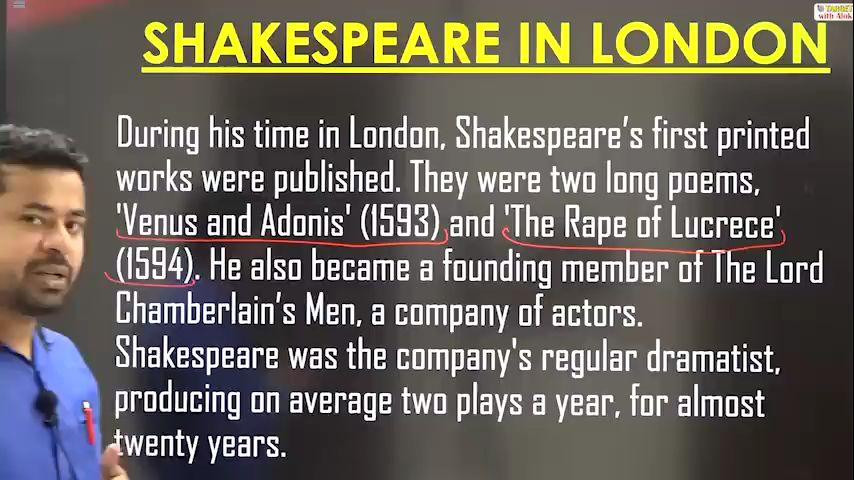 TARGET
with Alok
SHAKESPEARE IN LONDON
During his time in London, Shakespeare's first printed
works were published. They were two long poems,
'Venus and Adonis' (1593) and 'The Rape of Lucrece'
(1594). He also became a founding member of The Lord
Chamberlain's Men, a company of actors.
Shakespeare was the company's regular dramatist,
producing on average two plays a year, for almost
twenty years.